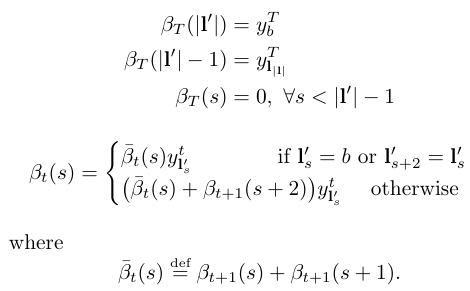 β_T(|l′|) = y_b^T
β_T(|l′| − 1) = y_{l_{|l|}}^T
β_T(s) = 0, ∀s < |l′| − 1
β_t(s) = { β̄_t(s)y_{l′_s}^t if l′_s = b or l′_{s+2} = l′_s
(β̄_t(s) + β_{t+1}(s + 2))y_{l′_s}^t otherwise
where
β̄_t(s) def= β_{t+1}(s) + β_{t+1}(s + 1).